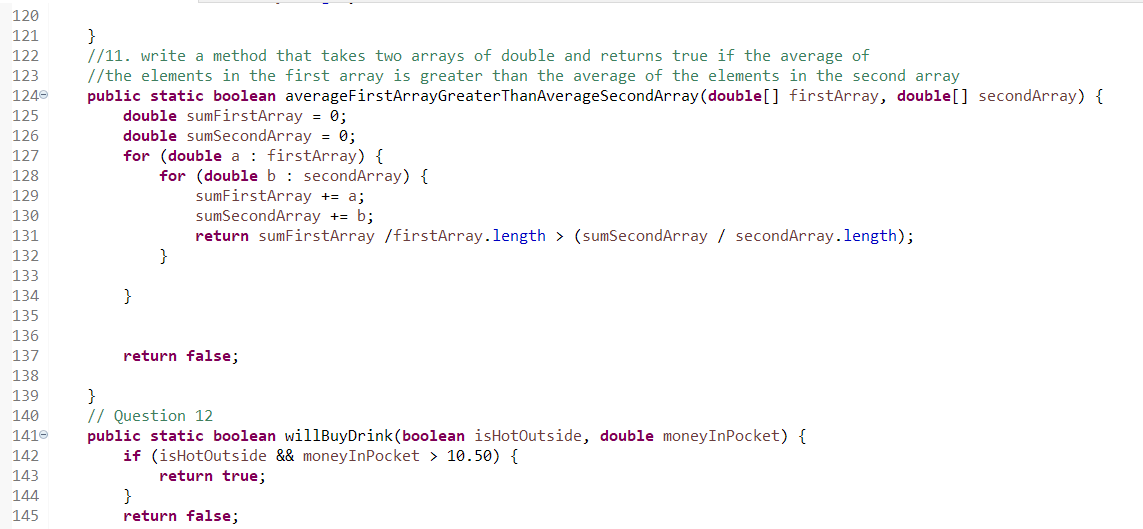 120
121 }
122 //11. write a method that takes two arrays of double and returns true if the average of
123 //the elements in the first array is greater than the average of the elements in the second array
124 public static boolean averageFirstArrayGreaterThanAverageSecondArray(double[] firstArray, double[] secondArray) {
125 double sumFirstArray = 0;
126 double sumSecondArray = 0;
127 for (double a : firstArray) {
128 for (double b : secondArray) {
129 sumFirstArray += a;
130 sumSecondArray += b;
131 return sumFirstArray /firstArray.length > (sumSecondArray / secondArray.length);
132 }
133
134 }
135
136
137 return false;
138
139 }
140 // Question 12
141 public static boolean willBuyDrink(boolean isHotOutside, double moneyInPocket) {
142 if (isHotOutside && moneyInPocket > 10.50) {
143 return true;
144 }
145 return false;